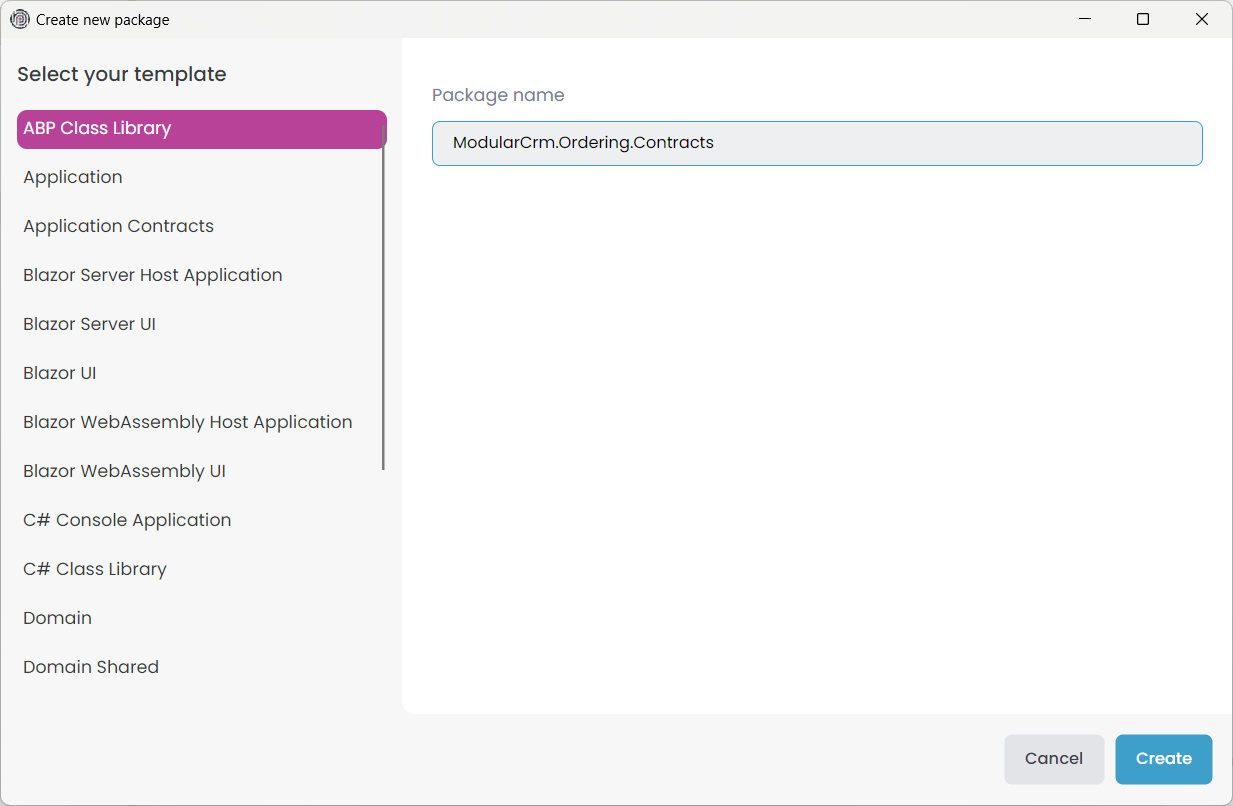 Create new package
Select your template
ABP Class Library
Application
Application Contracts
Blazor Server Host Application
Blazor Server UI
Blazor UI
Blazor WebAssembly Host Application
Blazor WebAssembly UI
C# Console Application
C# Class Library
Domain
Domain Shared
Package name
ModularCrm.Ordering.Contracts
Cancel
Create